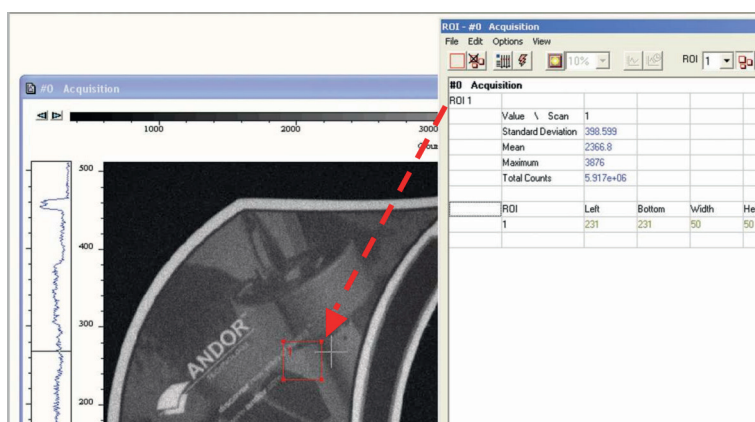 ROI - #0 Acquisition
File Edit Options View
10%
ROI 1
#0 Acquisition
ROI 1
Value \ Scan 1
Standard Deviation 398.599
Mean 2366.8
Maximum 3876
Total Counts 5.917e+06
ROI Left Bottom Width He
1 231 231 50 50
#0 Acquisition
1000 2000 3000
500
400
300
200
ANDOR
1